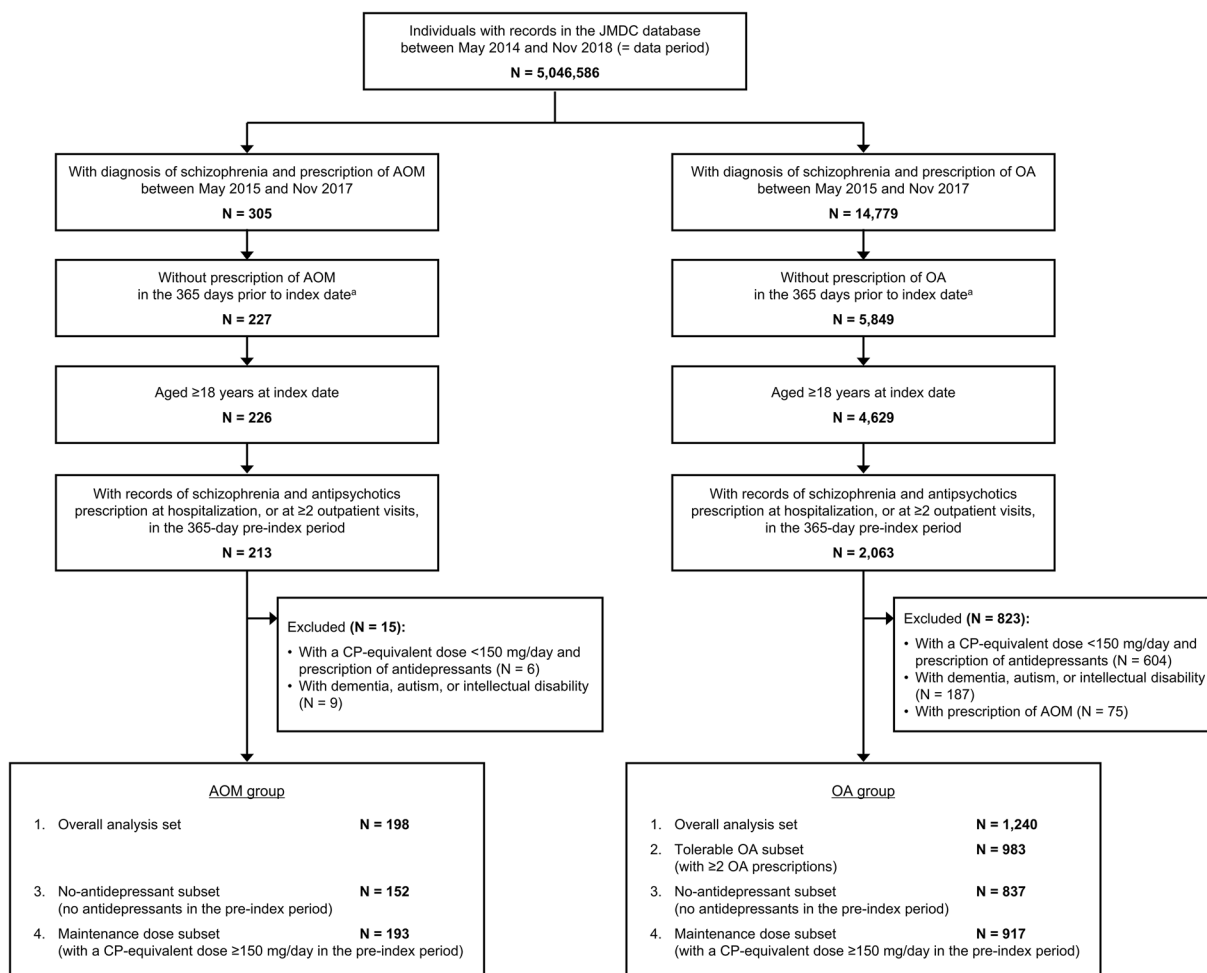 Individuals with records in the JMDC database
between May 2014 and Nov 2018 (= data period)
N = 5,046,586
With diagnosis of schizophrenia and prescription of AOM
between May 2015 and Nov 2017
N = 305
With diagnosis of schizophrenia and prescription of OA
between May 2015 and Nov 2017
N = 14,779
Without prescription of AOM
in the 365 days prior to index dateᵃ
N = 227
Without prescription of OA
in the 365 days prior to index dateᵃ
N = 5,849
Aged ≥18 years at index date
N = 226
Aged ≥18 years at index date
N = 4,629
With records of schizophrenia and antipsychotics
prescription at hospitalization, or at ≥2 outpatient visits,
in the 365-day pre-index period
N = 213
With records of schizophrenia and antipsychotics
prescription at hospitalization, or at ≥2 outpatient visits,
in the 365-day pre-index period
N = 2,063
Excluded (N = 15):
• With a CP-equivalent dose <150 mg/day and
prescription of antidepressants (N = 6)
• With dementia, autism, or intellectual disability
(N = 9)
Excluded (N = 823):
• With a CP-equivalent dose <150 mg/day and
prescription of antidepressants (N = 604)
• With dementia, autism, or intellectual disability
(N = 187)
• With prescription of AOM (N = 75)
AOM group
1. Overall analysis set N = 198
3. No-antidepressant subset N = 152
(no antidepressants in the pre-index period)
4. Maintenance dose subset N = 193
(with a CP-equivalent dose ≥150 mg/day in the pre-index period)
OA group
1. Overall analysis set N = 1,240
2. Tolerable OA subset N = 983
(with ≥2 OA prescriptions)
3. No-antidepressant subset N = 837
(no antidepressants in the pre-index period)
4. Maintenance dose subset N = 917
(with a CP-equivalent dose ≥150 mg/day in the pre-index period)